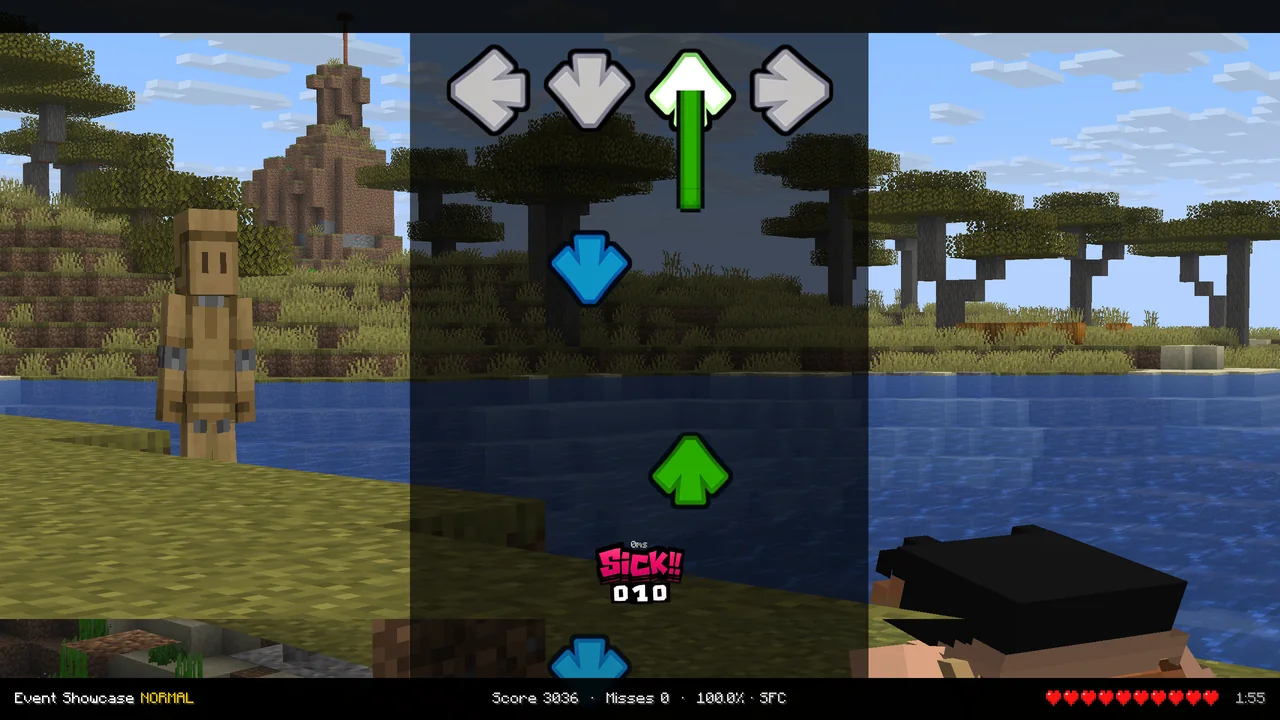 0ms
SiCK!!
010
Event Showcase NORMAL
Score 3036 · Misses 0 · 100.0% · SFC
1:55